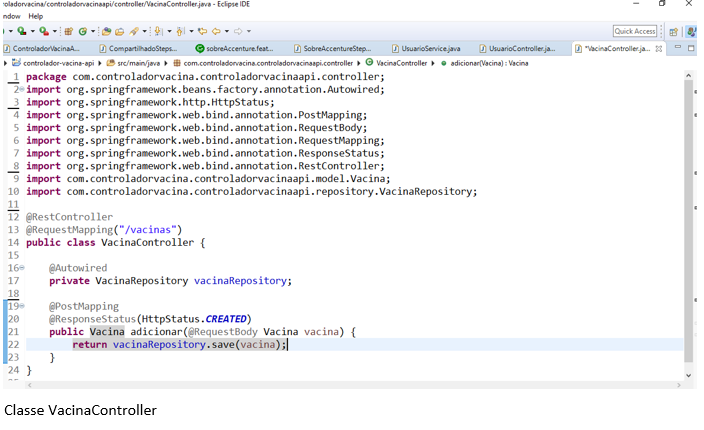 oladorvacina/controladorvacinaapi/controller/VacinaController.java - Eclipse IDE
ndow Help
Quick Access
ControladorVacinaA... CompartilhadoSteps... sobreAccenture.feat... SobreAccentureStep... UsuarioService.java UsuarioController.ja... *VacinaController.ja...
controlador-vacina-api src/main/java com.controladorvacina.controladorvacinaapi.controller VacinaController adicionar(Vacina) : Vacina
1 package com.controladorvacina.controladorvacinaapi.controller;
2 import org.springframework.beans.factory.annotation.Autowired;
3 import org.springframework.http.HttpStatus;
4 import org.springframework.web.bind.annotation.PostMapping;
5 import org.springframework.web.bind.annotation.RequestBody;
6 import org.springframework.web.bind.annotation.RequestMapping;
7 import org.springframework.web.bind.annotation.ResponseStatus;
8 import org.springframework.web.bind.annotation.RestController;
9 import com.controladorvacina.controladorvacinaapi.model.Vacina;
10 import com.controladorvacina.controladorvacinaapi.repository.VacinaRepository;
11
12 @RestController
13 @RequestMapping("/vacinas")
14 public class VacinaController {
15
16 @Autowired
17 private VacinaRepository vacinaRepository;
18
19 @PostMapping
20 @ResponseStatus(HttpStatus.CREATED)
21 public Vacina adicionar(@RequestBody Vacina vacina) {
22 return vacinaRepository.save(vacina);
23 }
24 }
Classe VacinaController